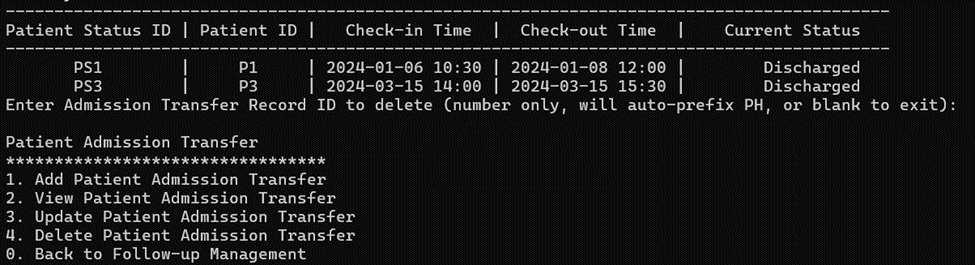 --------------------------------------------------------------------------------------------
Patient Status ID | Patient ID |   Check-in Time  |  Check-out Time  |    Current Status
--------------------------------------------------------------------------------------------
       PS1        |     P1     | 2024-01-06 10:30 | 2024-01-08 12:00 |        Discharged
       PS3        |     P3     | 2024-03-15 14:00 | 2024-03-15 15:30 |        Discharged
Enter Admission Transfer Record ID to delete (number only, will auto-prefix PH, or blank to exit):

Patient Admission Transfer
*********************************
1. Add Patient Admission Transfer
2. View Patient Admission Transfer
3. Update Patient Admission Transfer
4. Delete Patient Admission Transfer
0. Back to Follow-up Management